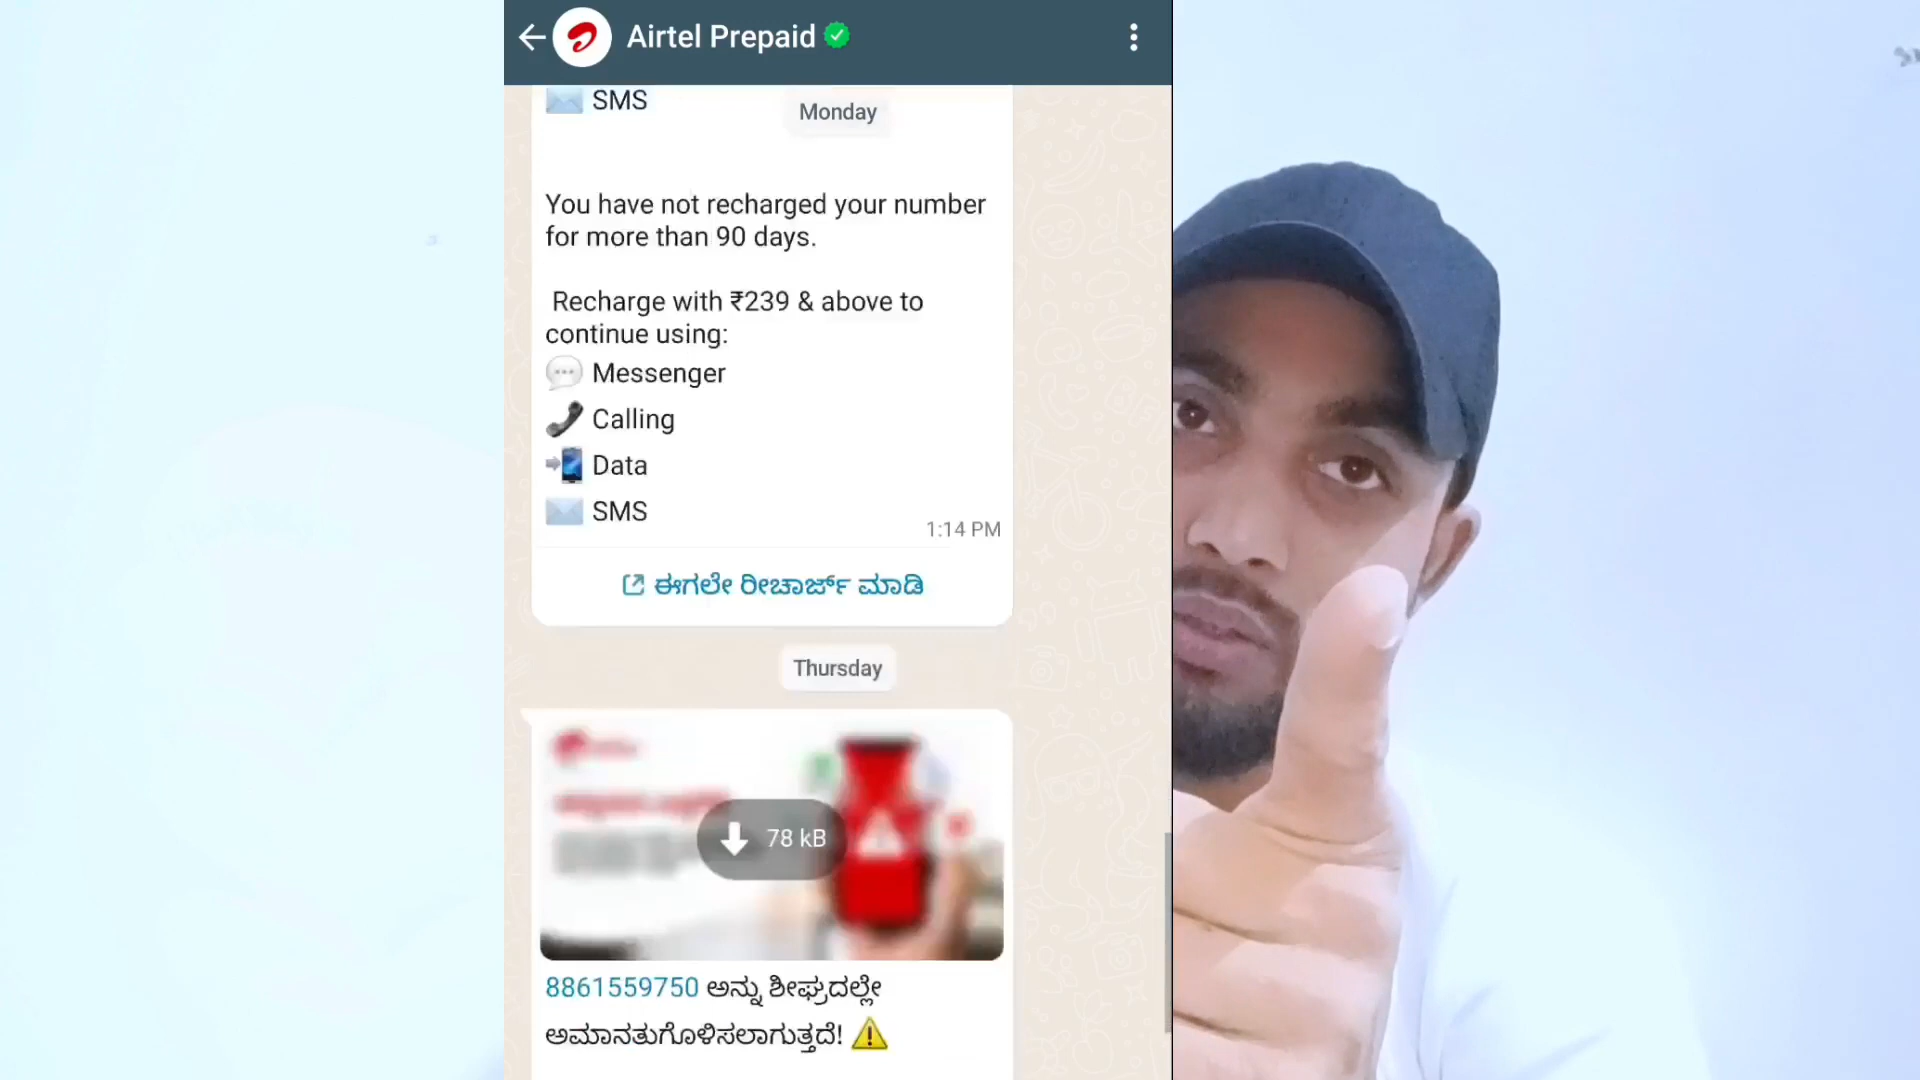 Airtel Prepaid
SMS
Monday
You have not recharged your number
for more than 90 days.
Recharge with ₹239 & above to
continue using:
💬 Messenger
📞 Calling
📲 Data
✉️ SMS
1:14 PM
ಈಗಲೇ ರೀಚಾರ್ಜ್ ಮಾಡಿ
Thursday
78 kB
8861559750 ಅನ್ನು ಶೀಘ್ರದಲ್ಲೇ
ಅಮಾನತುಗೊಳಿಸಲಾಗುತ್ತದೆ! ⚠️